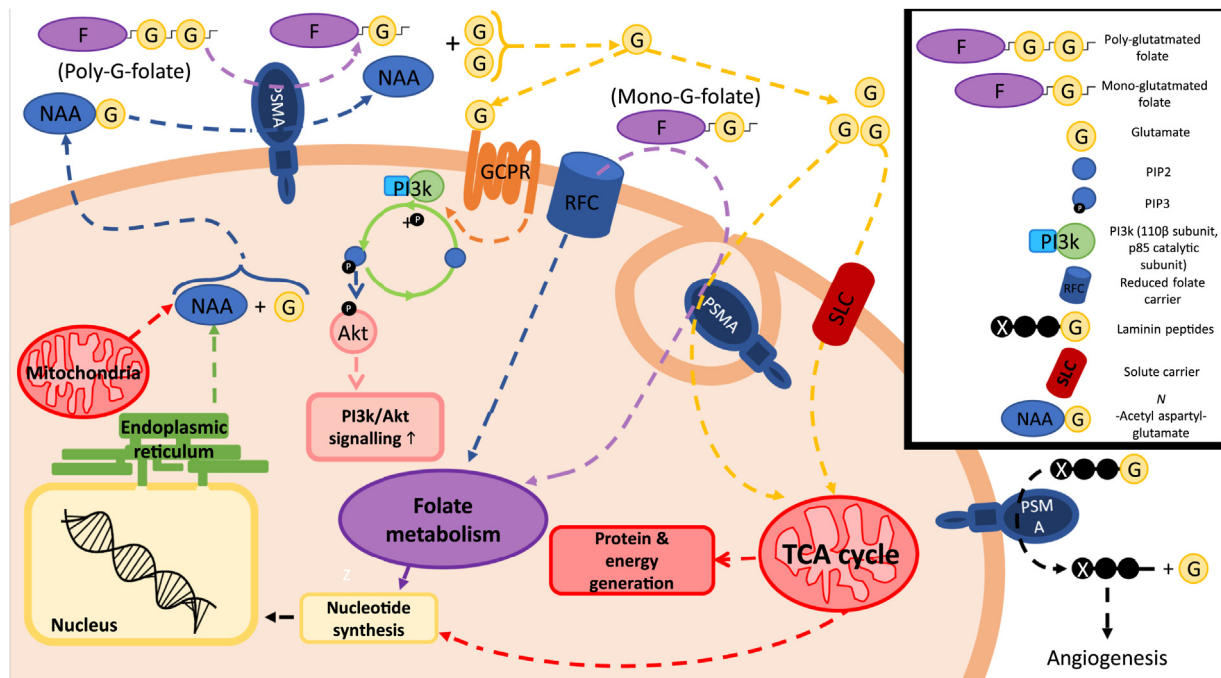 F G G
(Poly-G-folate)
F G
+
G
G
G
NAA
NAA G
PSMA
G
GCPR
(Mono-G-folate)
F G
G
G G
PI3k
+P
P
P
Akt
RFC
PSMA
SLC
NAA + G
Mitochondria
PI3k/Akt
signalling ↑
Endoplasmic
reticulum
Folate
metabolism
Protein &
energy
generation
TCA cycle
z
Nucleotide
synthesis
Nucleus
F G G
Poly-glutatmated
folate
F G
Mono-glutatmated
folate
G
Glutamate
PIP2
P
PIP3
PI3k
PI3k (110β subunit,
p85 catalytic
subunit)
RFC
Reduced folate
carrier
X G
Laminin peptides
SLC
Solute carrier
NAA G
N
-Acetyl aspartyl-
glutamate
X G
PSM
A
X + G
Angiogenesis